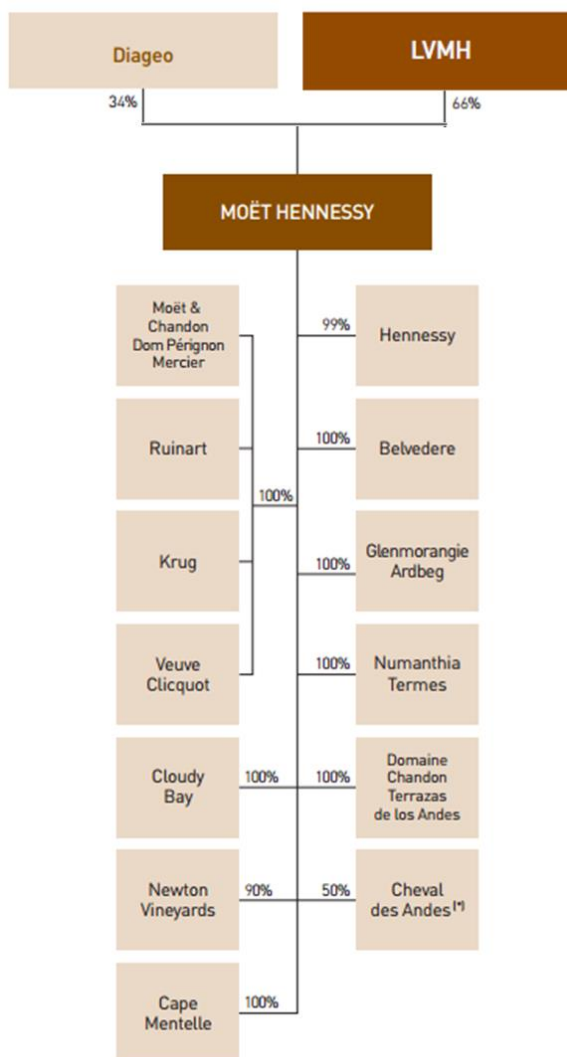 Diageo
LVMH
34%
66%
MOËT HENNESSY
Moët &
Chandon
Dom Pérignon
Mercier
99%
Hennessy
Ruinart
100%
Belvedere
100%
Krug
100%
Glenmorangie
Ardbeg
Veuve
Clicquot
100%
Numanthia
Termes
Cloudy
Bay
100%
100%
Domaine
Chandon
Terrazas
de los Andes
Newton
Vineyards
90%
50%
Cheval
des Andes(*)
Cape
Mentelle
100%